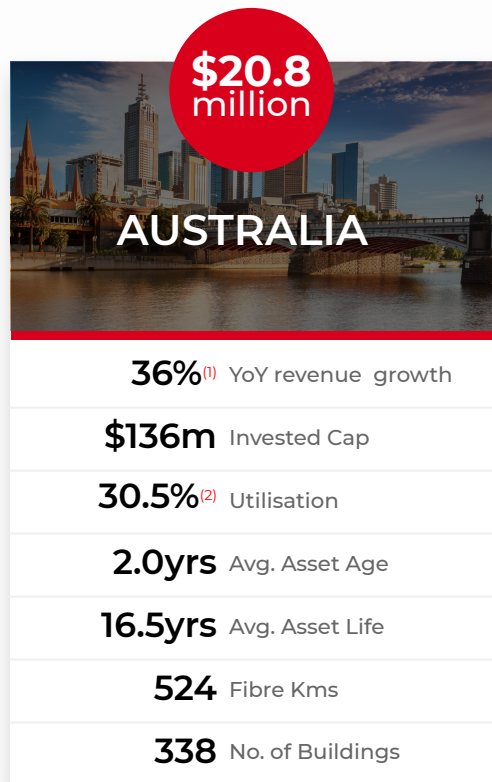 $20.8
million
AUSTRALIA
36%(1) YoY revenue growth
$136m Invested Cap
30.5%(2) Utilisation
2.0yrs Avg. Asset Age
16.5yrs Avg. Asset Life
524 Fibre Kms
338 No. of Buildings